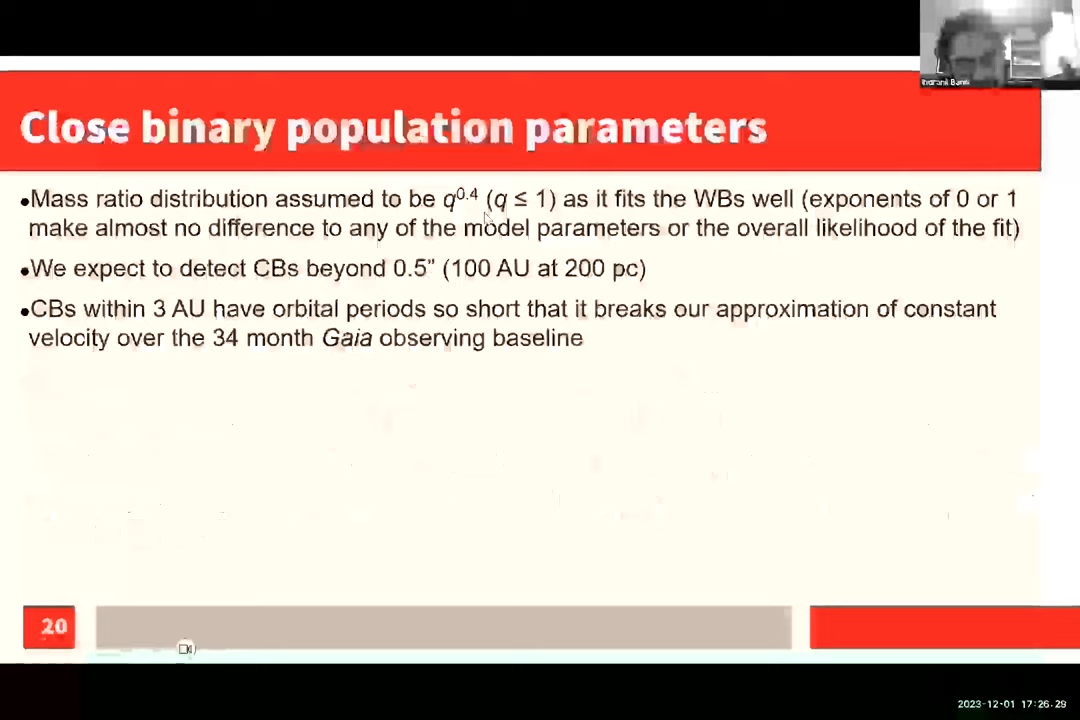 Close binary population parameters
•Mass ratio distribution assumed to be q^0.4 (q ≤ 1) as it fits the WBs well (exponents of 0 or 1
make almost no difference to any of the model parameters or the overall likelihood of the fit)
•We expect to detect CBs beyond 0.5" (100 AU at 200 pc)
•CBs within 3 AU have orbital periods so short that it breaks our approximation of constant
velocity over the 34 month Gaia observing baseline
20
2023-12-01 17:26:29